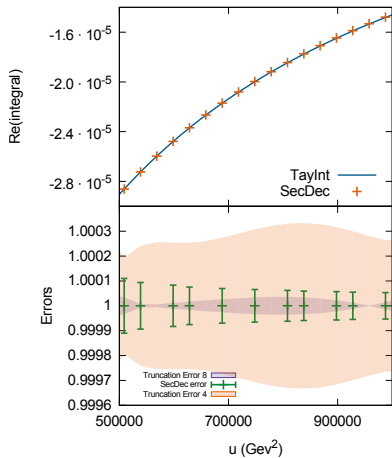 -1.6 · 10⁻⁵
-2.0 · 10⁻⁵
-2.4 · 10⁻⁵
-2.8 · 10⁻⁵
Re(integral)
TayInt
SecDec
1.0003
1.0002
1.0001
1
0.9999
0.9998
0.9997
0.9996
Errors
Truncation Error 8
SecDec error
Truncation Error 4
500000 700000 900000
u (Gev²)